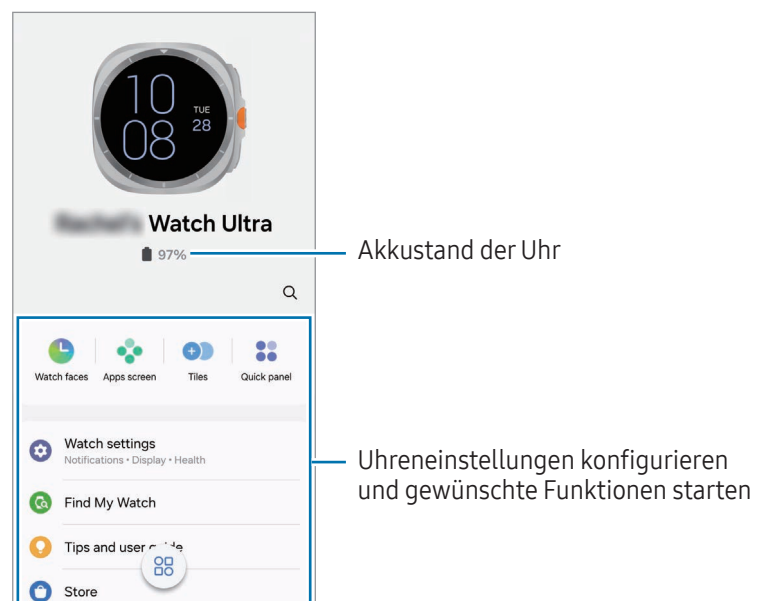 10
08
TUE
28
Watch Ultra
97%
Akkustand der Uhr
Watch faces
Apps screen
Tiles
Quick panel
Watch settings
Notifications • Display • Health
Uhreneinstellungen konfigurieren
und gewünschte Funktionen starten
Find My Watch
Tips and user
Store